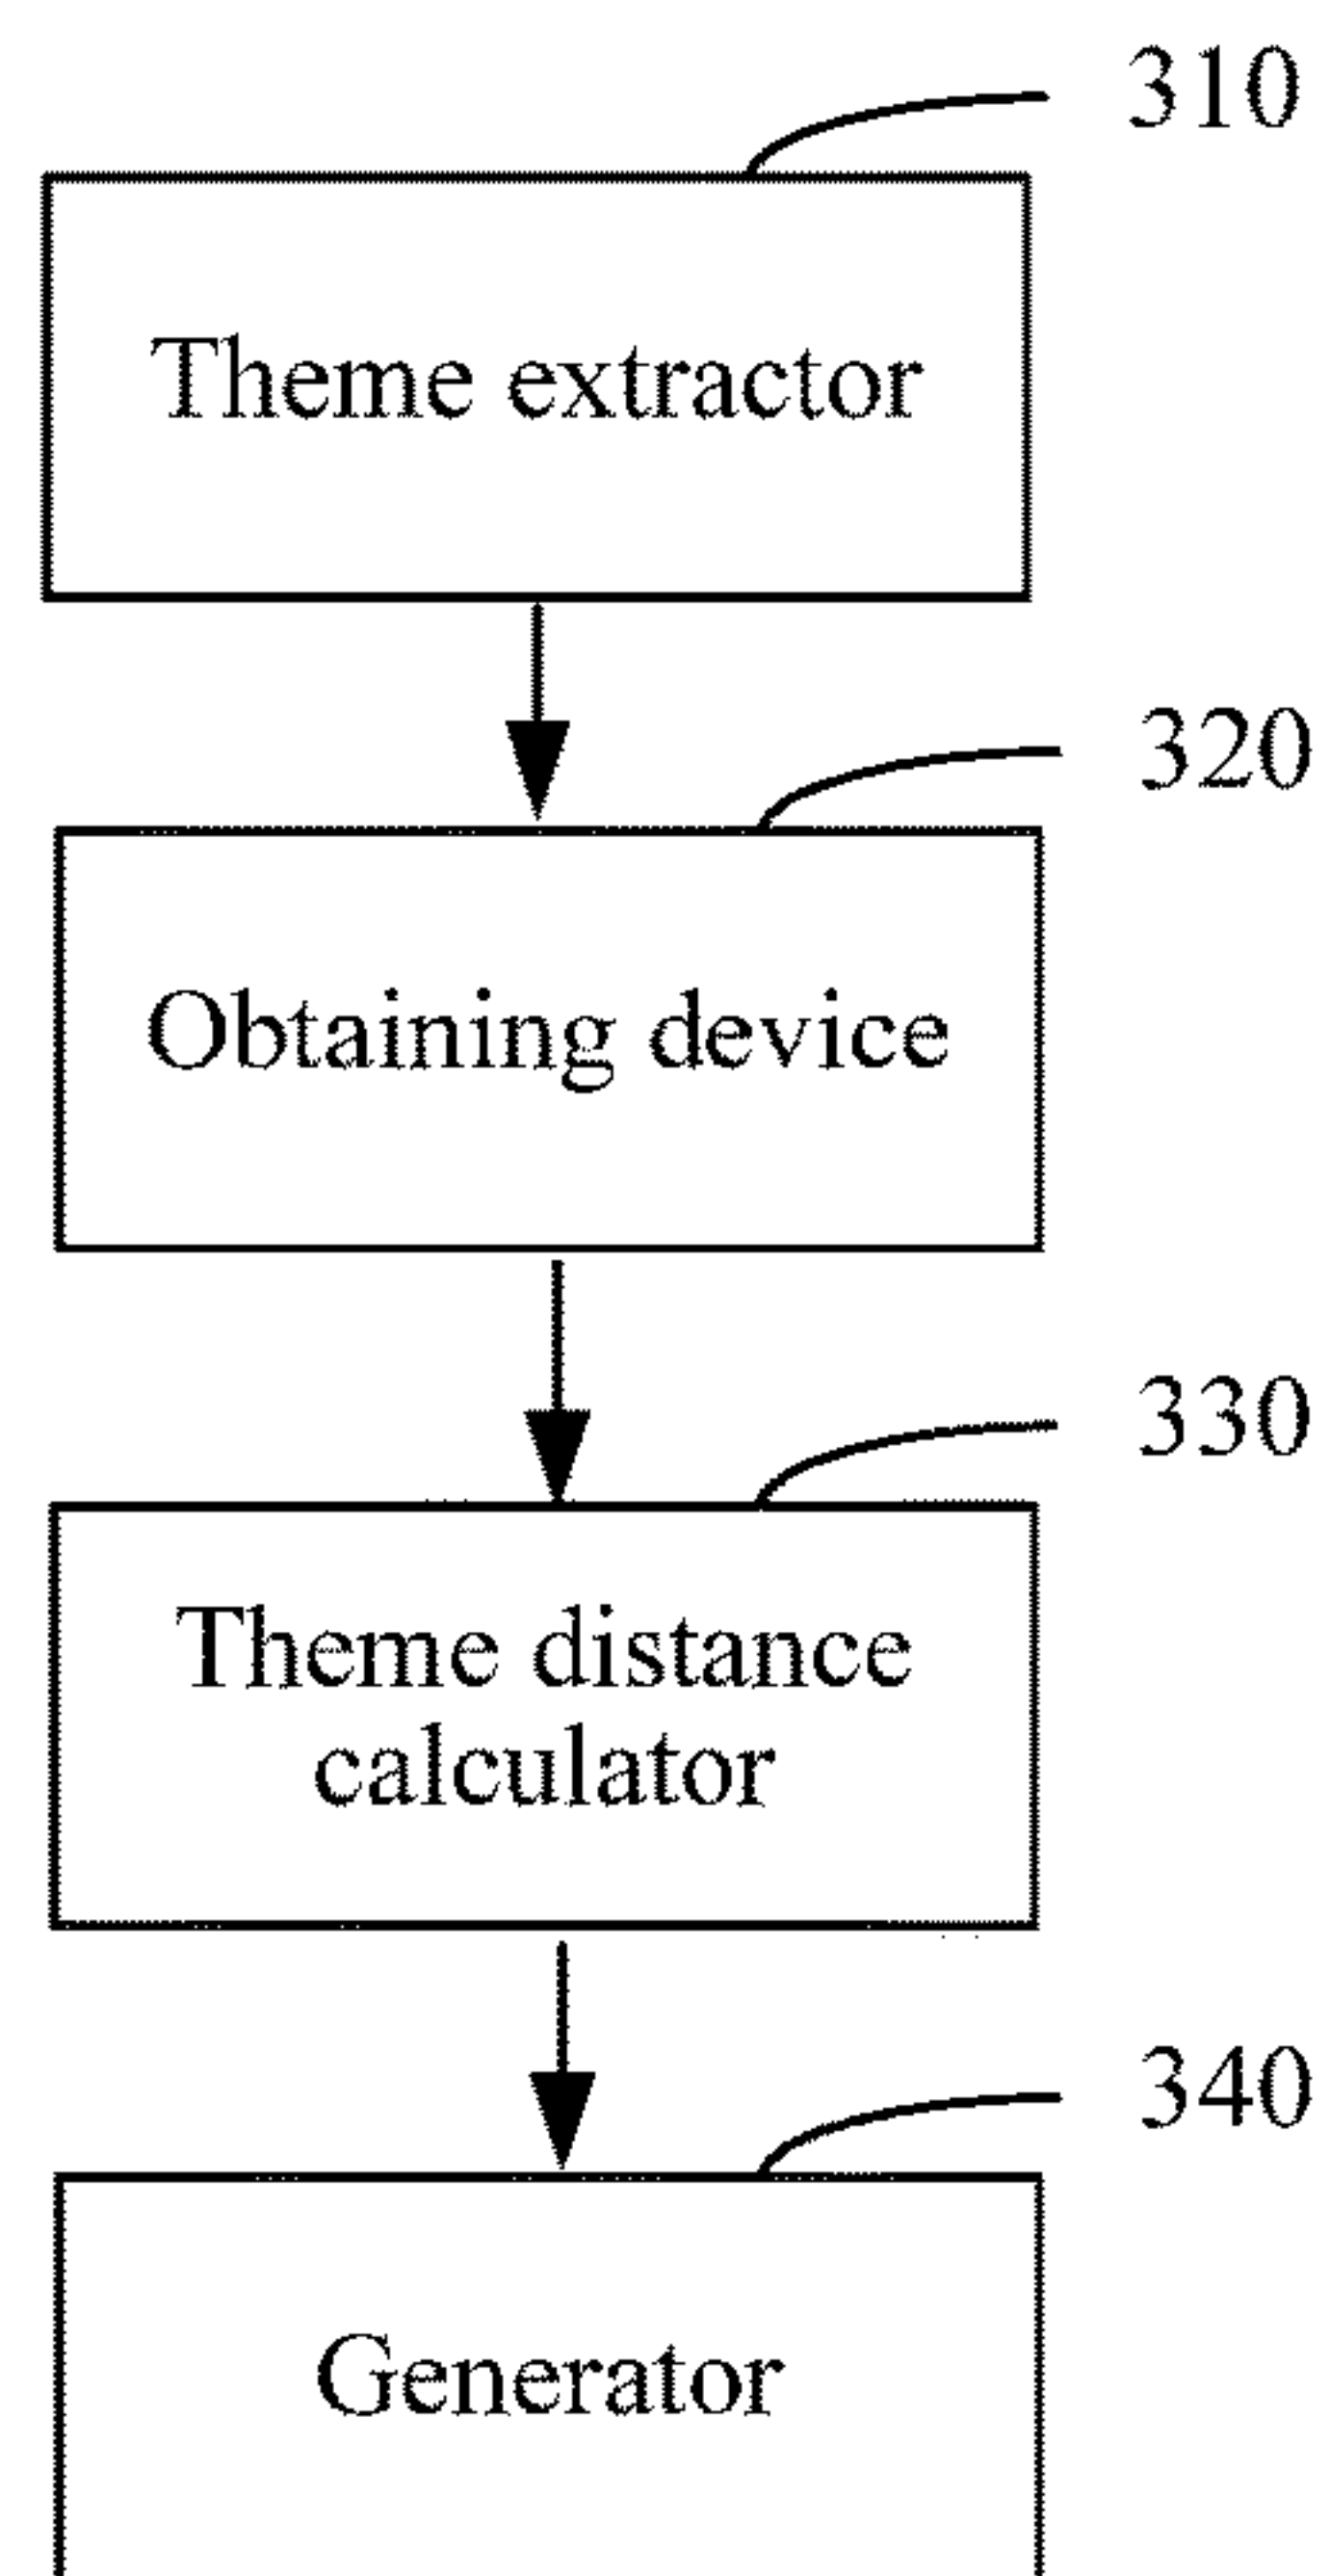 310
Theme extractor
320
Obtaining device
330
Theme distance
calculator
340
Generator